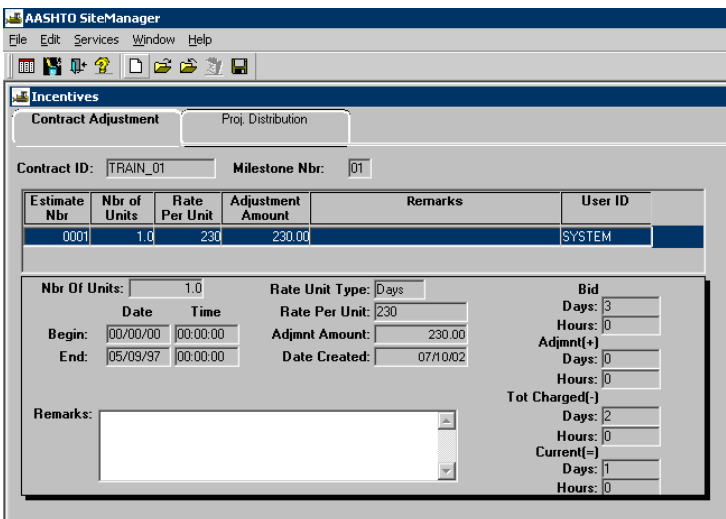 AASHTO SiteManager
File Edit Services Window Help
Incentives
Contract Adjustment Proj. Distribution
Contract ID: TRAIN_01 Milestone Nbr: 01
Estimate Nbr Nbr of Units Rate Per Unit Adjustment Amount Remarks User ID
0001 1.0 230 230.00 SYSTEM
Nbr Of Units: 1.0 Rate Unit Type: Days Bid
Date Time Rate Per Unit: 230 Days: 3
Hours: 0
Begin: 00/00/00 00:00:00 Adjmnt Amount: 230.00 Adjmnt(+)
End: 05/09/97 00:00:00 Date Created: 07/10/02 Days: 0
Hours: 0
Tot Charged(-)
Remarks: Days: 2
Hours: 0
Current(=)
Days: 1
Hours: 0